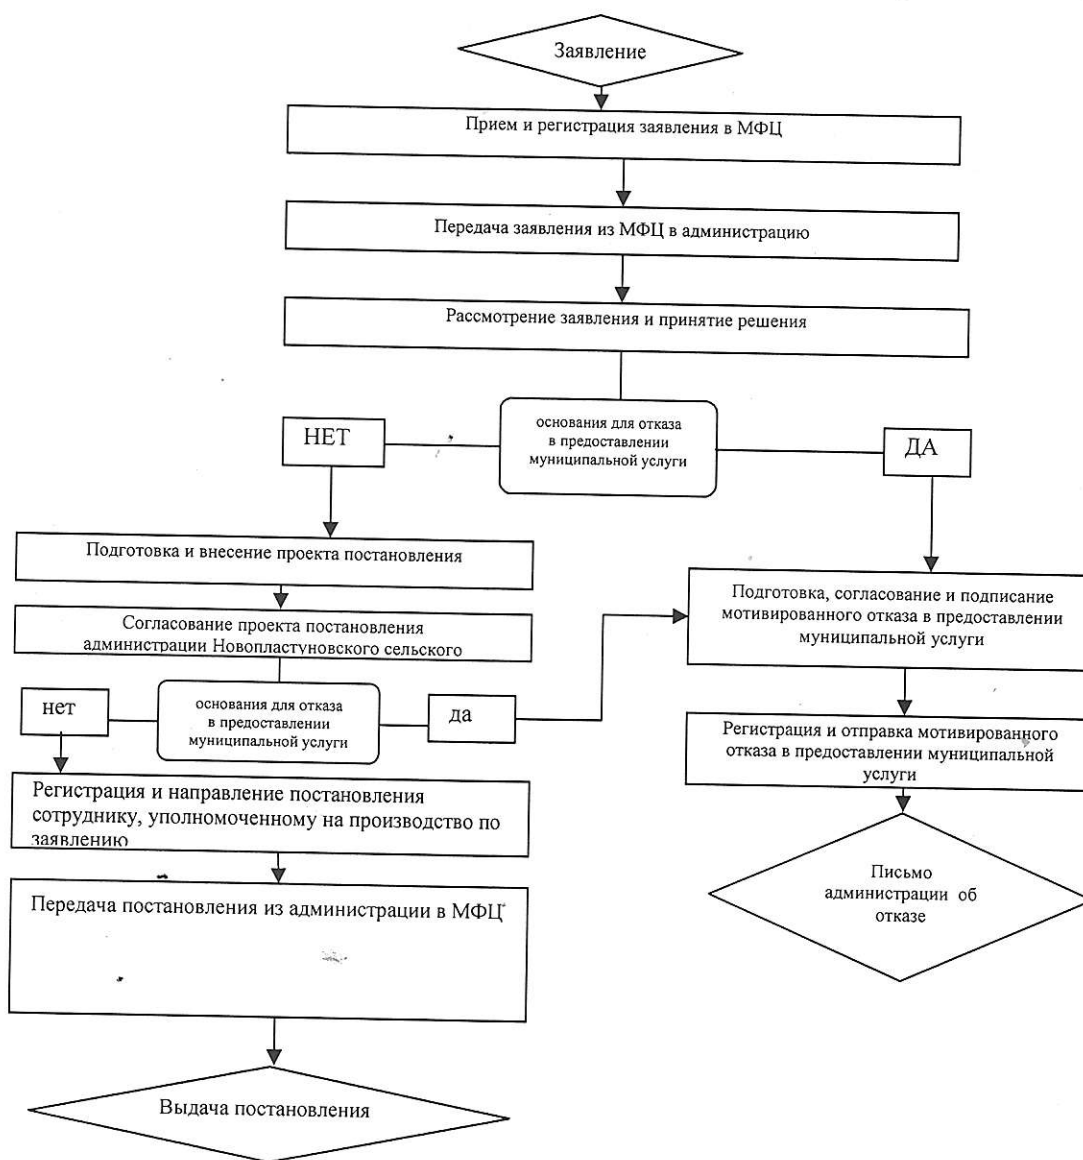 Заявление
Прием и регистрация заявления в МФЦ
Передача заявления из МФЦ в администрацию
Рассмотрение заявления и принятие решения
основания для отказа
в предоставлении
муниципальной услуги
НЕТ
ДА
Подготовка и внесение проекта постановления
Согласование проекта постановления
администрации Новопластуновского сельского
Подготовка, согласование и подписание
мотивированного отказа в предоставлении
муниципальной услуги
нет
основания для отказа
в предоставлении
муниципальной услуги
да
Регистрация и отправка мотивированного
отказа в предоставлении муниципальной
услуги
Регистрация и направление постановления
сотруднику, уполномоченному на производство по
заявлению
Передача постановления из администрации в МФЦ
Письмо
администрации об
отказе
Выдача постановления